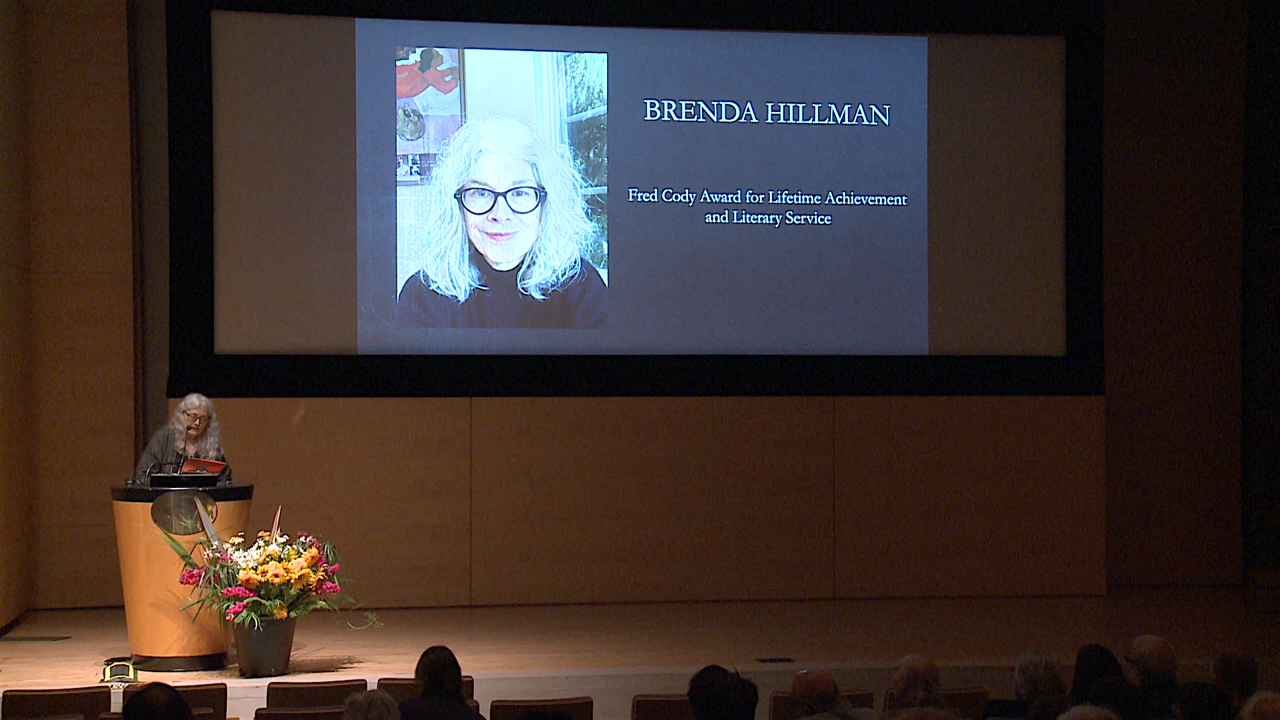 BRENDA HILLMAN
Fred Cody Award for Lifetime Achievement
and Literary Service